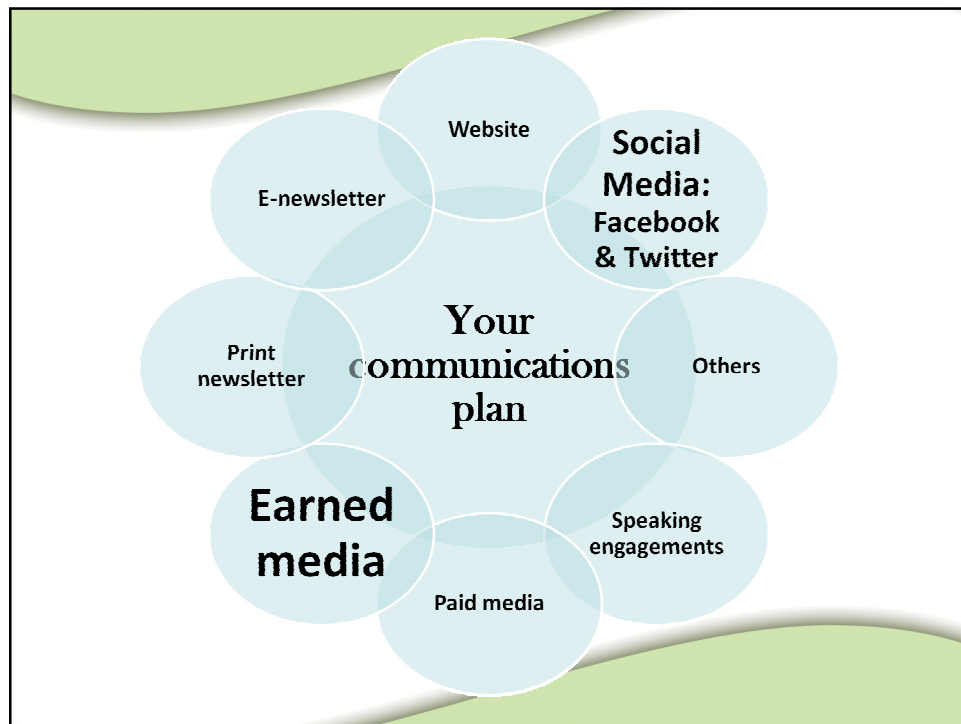 Website
Social
Media:
Facebook
& Twitter
E-newsletter
Your
communications
plan
Print
newsletter
Others
Earned
media
Speaking
engagements
Paid media